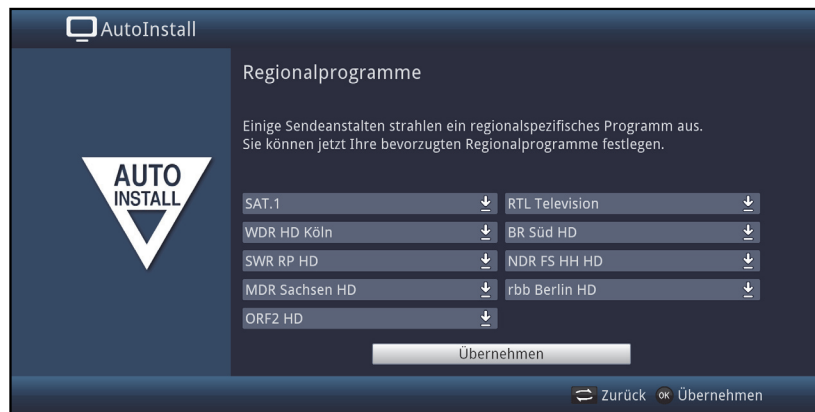 AutoInstall
AUTO
INSTALL
Regionalprogramme
Einige Sendeanstalten strahlen ein regionalspezifisches Programm aus.
Sie können jetzt Ihre bevorzugten Regionalprogramme festlegen.
SAT.1
RTL Television
WDR HD Köln
BR Süd HD
SWR RP HD
NDR FS HH HD
MDR Sachsen HD
rbb Berlin HD
ORF2 HD
Übernehmen
Zurück OK Übernehmen